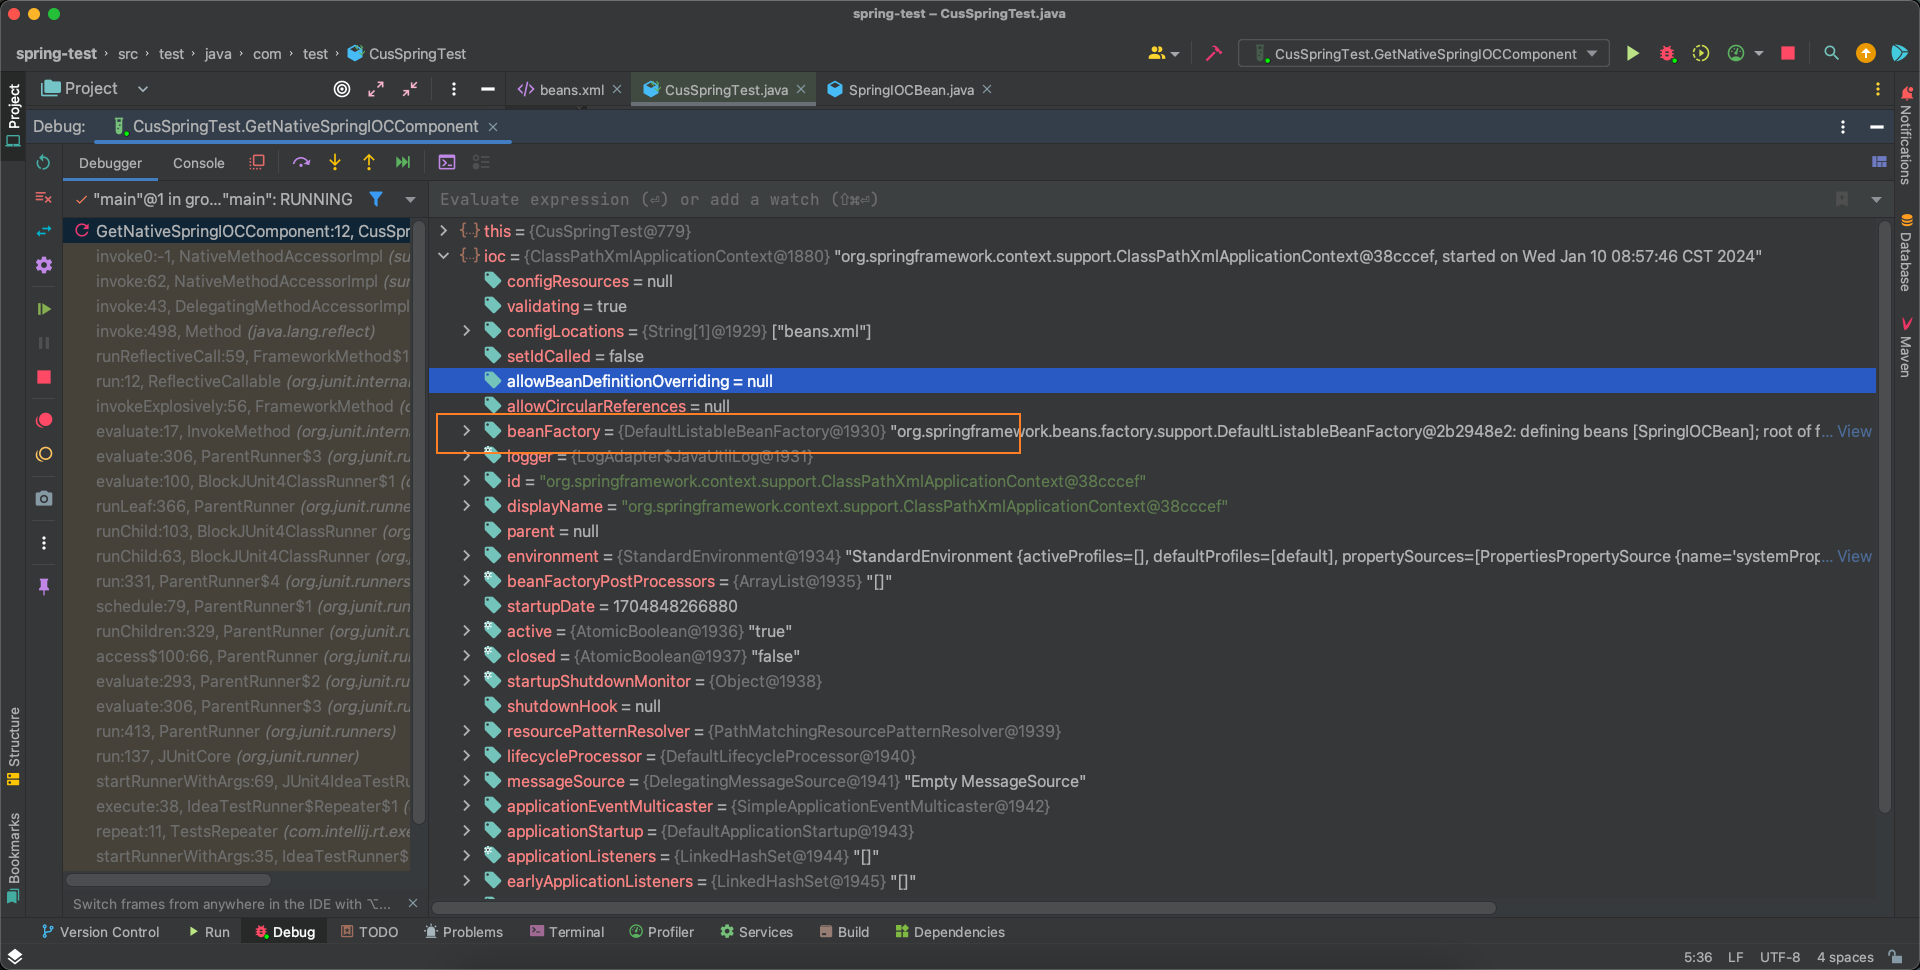 spring-test – CusSpringTest.java
spring-test › src › test › java › com › test › CusSpringTest
CusSpringTest.GetNativeSpringIOCComponent
Project
Project
beans.xml
CusSpringTest.java
SpringIOCBean.java
Debug: CusSpringTest.GetNativeSpringIOCComponent
Debugger
Console
"main"@1 in gro..."main": RUNNING
Evaluate expression (⏎) or add a watch (⇧⌘⏎)
GetNativeSpringIOCComponent:12, CusSpr
invoke0:-1, NativeMethodAccessorImpl (su
invoke:62, NativeMethodAccessorImpl (sur
invoke:43, DelegatingMethodAccessorImpl
invoke:498, Method (java.lang.reflect)
runReflectiveCall:59, FrameworkMethod$1
run:12, ReflectiveCallable (org.junit.interna
invokeExplosively:56, FrameworkMethod (o
evaluate:17, InvokeMethod (org.junit.intern
evaluate:306, ParentRunner$3 (org.junit.ru
evaluate:100, BlockJUnit4ClassRunner$1 (o
runLeaf:366, ParentRunner (org.junit.runne
runChild:103, BlockJUnit4ClassRunner (org
runChild:63, BlockJUnit4ClassRunner (org.j
run:331, ParentRunner$4 (org.junit.runners
schedule:79, ParentRunner$1 (org.junit.run
runChildren:329, ParentRunner (org.junit.ru
access$100:66, ParentRunner (org.junit.rur
evaluate:293, ParentRunner$2 (org.junit.ru
evaluate:306, ParentRunner$3 (org.junit.ru
run:413, ParentRunner (org.junit.runners)
run:137, JUnitCore (org.junit.runner)
startRunnerWithArgs:69, JUnit4IdeaTestRu
execute:38, IdeaTestRunner$Repeater$1 (
repeat:11, TestsRepeater (com.intellij.rt.exe
startRunnerWithArgs:35, IdeaTestRunner$
Switch frames from anywhere in the IDE with ⌥...
this = {CusSpringTest@779}
ioc = {ClassPathXmlApplicationContext@1880} "org.springframework.context.support.ClassPathXmlApplicationContext@38cccef, started on Wed Jan 10 08:57:46 CST 2024"
configResources = null
validating = true
configLocations = {String[1]@1929} ["beans.xml"]
setIdCalled = false
allowBeanDefinitionOverriding = null
allowCircularReferences = null
beanFactory = {DefaultListableBeanFactory@1930} "org.springframework.beans.factory.support.DefaultListableBeanFactory@2b2948e2: defining beans [SpringIOCBean]; root of f... View
logger = {LogAdapter$JavaUtilLog@1931}
id = "org.springframework.context.support.ClassPathXmlApplicationContext@38cccef"
displayName = "org.springframework.context.support.ClassPathXmlApplicationContext@38cccef"
parent = null
environment = {StandardEnvironment@1934} "StandardEnvironment {activeProfiles=[], defaultProfiles=[default], propertySources=[PropertiesPropertySource {name='systemProp... View
beanFactoryPostProcessors = {ArrayList@1935} "[]"
startupDate = 1704848266880
active = {AtomicBoolean@1936} "true"
closed = {AtomicBoolean@1937} "false"
startupShutdownMonitor = {Object@1938}
shutdownHook = null
resourcePatternResolver = {PathMatchingResourcePatternResolver@1939}
lifecycleProcessor = {DefaultLifecycleProcessor@1940}
messageSource = {DelegatingMessageSource@1941} "Empty MessageSource"
applicationEventMulticaster = {SimpleApplicationEventMulticaster@1942}
applicationStartup = {DefaultApplicationStartup@1943}
applicationListeners = {LinkedHashSet@1944} "[]"
earlyApplicationListeners = {LinkedHashSet@1945} "[]"
Structure
Bookmarks
Notifications
Database
Maven
Version Control
Run
Debug
TODO
Problems
Terminal
Profiler
Services
Build
Dependencies
5:36 LF UTF-8 4 spaces